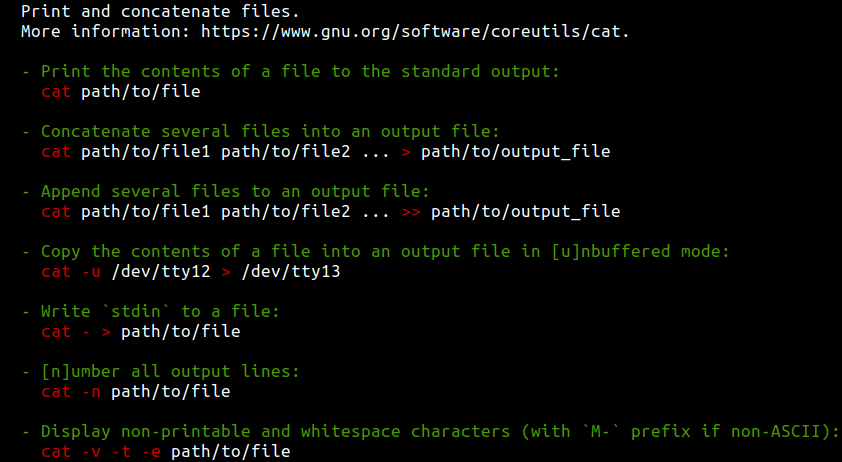 Print and concatenate files.
More information: https://www.gnu.org/software/coreutils/cat.
- Print the contents of a file to the standard output:
cat path/to/file
- Concatenate several files into an output file:
cat path/to/file1 path/to/file2 ... > path/to/output_file
- Append several files to an output file:
cat path/to/file1 path/to/file2 ... >> path/to/output_file
- Copy the contents of a file into an output file in [u]nbuffered mode:
cat -u /dev/tty12 > /dev/tty13
- Write `stdin` to a file:
cat - > path/to/file
- [n]umber all output lines:
cat -n path/to/file
- Display non-printable and whitespace characters (with `M-` prefix if non-ASCII):
cat -v -t -e path/to/file